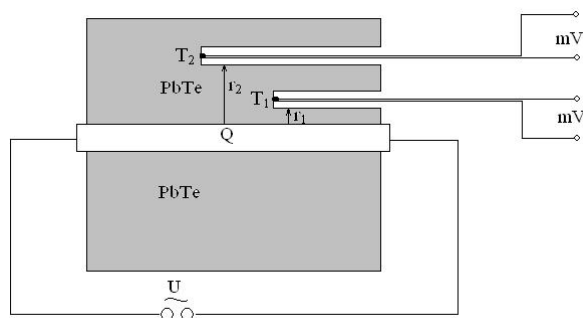 mV
T₂
r₂
PbTe
T₁
r₁
mV
Q
PbTe
U
~